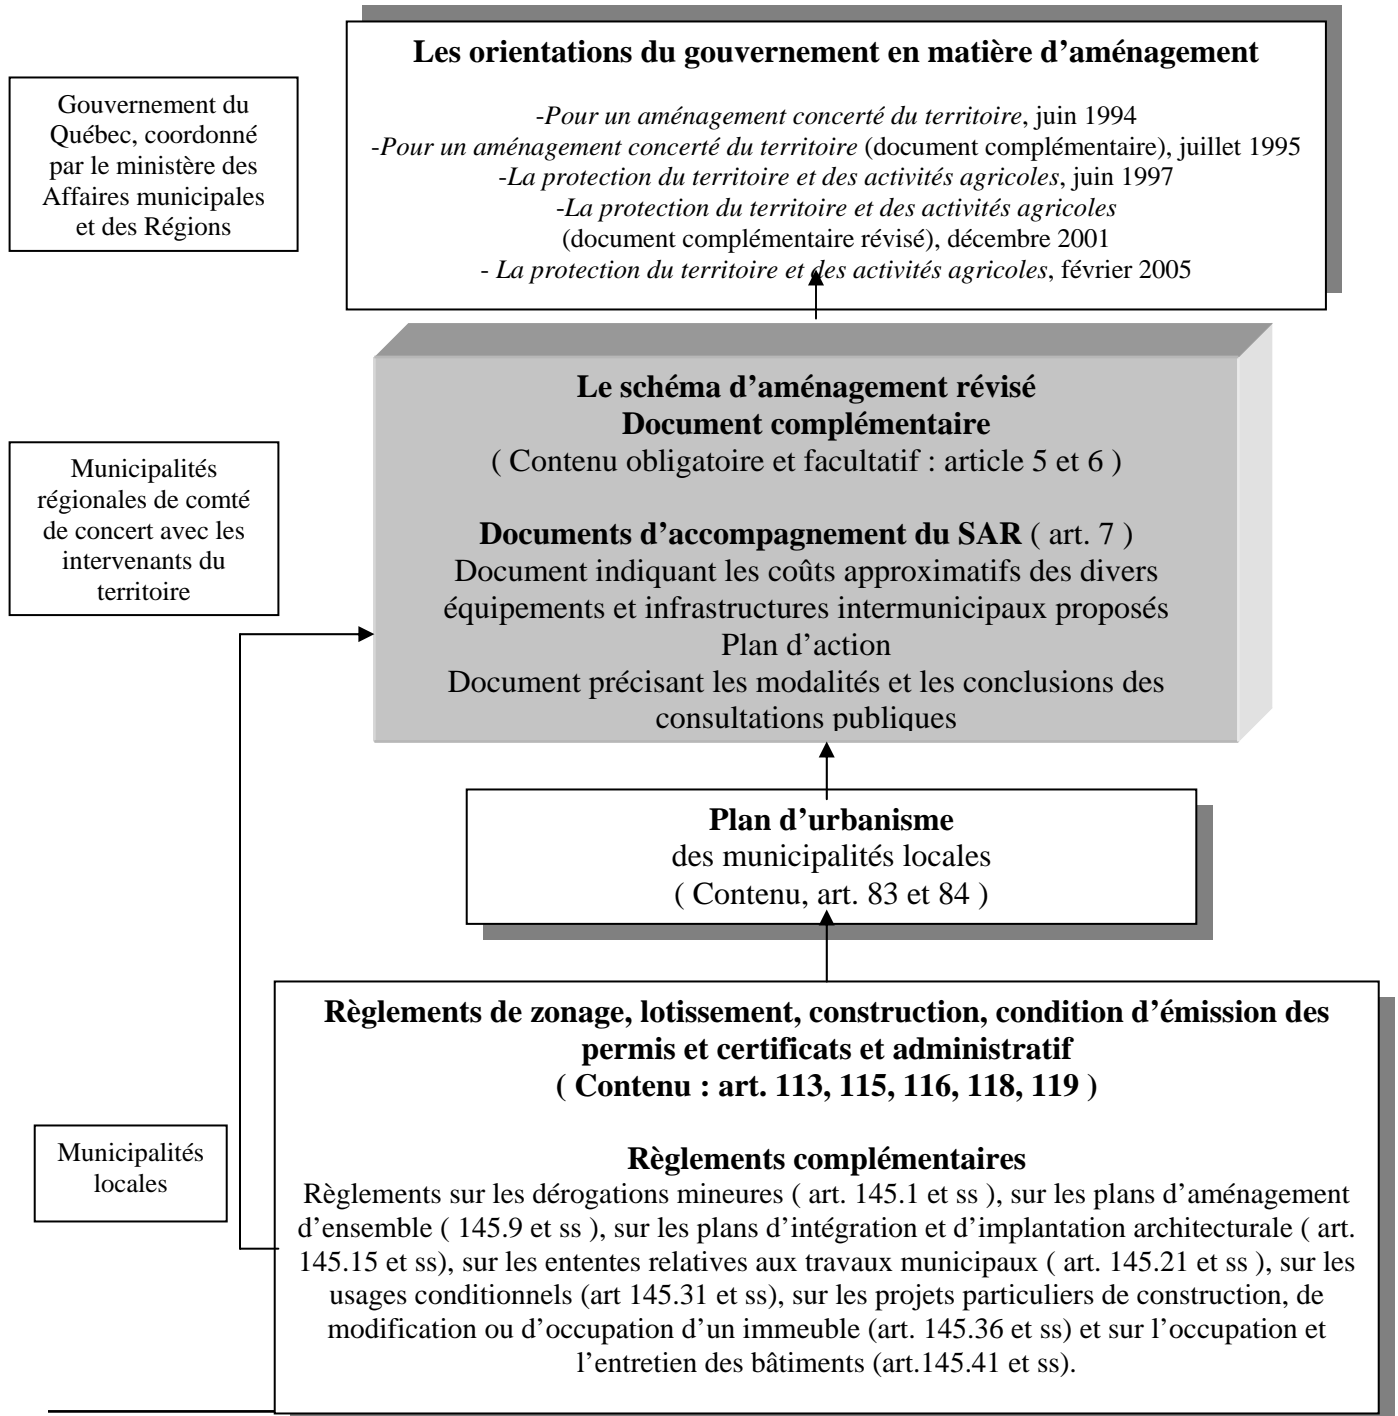 Les orientations du gouvernement en matière d’aménagement
-Pour un aménagement concerté du territoire, juin 1994
-Pour un aménagement concerté du territoire (document complémentaire), juillet 1995
-La protection du territoire et des activités agricoles, juin 1997
-La protection du territoire et des activités agricoles
(document complémentaire révisé), décembre 2001
- La protection du territoire et des activités agricoles, février 2005
Gouvernement du
Québec, coordonné
par le ministère des
Affaires municipales
et des Régions
Le schéma d’aménagement révisé
Document complémentaire
( Contenu obligatoire et facultatif : article 5 et 6 )
Documents d’accompagnement du SAR ( art. 7 )
Document indiquant les coûts approximatifs des divers
équipements et infrastructures intermunicipaux proposés
Plan d’action
Document précisant les modalités et les conclusions des
consultations publiques
Municipalités
régionales de comté
de concert avec les
intervenants du
territoire
Plan d’urbanisme
des municipalités locales
( Contenu, art. 83 et 84 )
Règlements de zonage, lotissement, construction, condition d’émission des
permis et certificats et administratif
( Contenu : art. 113, 115, 116, 118, 119 )
Règlements complémentaires
Règlements sur les dérogations mineures ( art. 145.1 et ss ), sur les plans d’aménagement
d’ensemble ( 145.9 et ss ), sur les plans d’intégration et d’implantation architecturale ( art.
145.15 et ss), sur les ententes relatives aux travaux municipaux ( art. 145.21 et ss ), sur les
usages conditionnels (art 145.31 et ss), sur les projets particuliers de construction, de
modification ou d’occupation d’un immeuble (art. 145.36 et ss) et sur l’occupation et
l’entretien des bâtiments (art.145.41 et ss).
Municipalités
locales